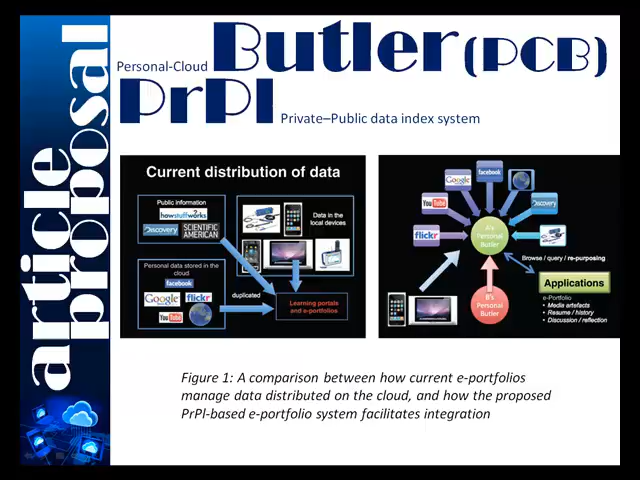 article
proposal
Personal-Cloud Butler (PCB)
PrPl Private–Public data index system
Current distribution of data
Public information
howstuffworks
Discovery
SCIENTIFIC
AMERICAN
Data in the
local devices
Personal data stored in the
cloud
facebook
Google
flickr
You Tube
duplicated
Learning portals
and e-portfolios
facebook
Google
You Tube
Discovery
flickr
A's
Personal
Butler
Browse / query / re-purposing
B's
Personal
Butler
Applications
e-Portfolio
• Media artefacts
• Resume / history
• Discussion / reflection
Figure 1: A comparison between how current e-portfolios
manage data distributed on the cloud, and how the proposed
PrPl-based e-portfolio system facilitates integration